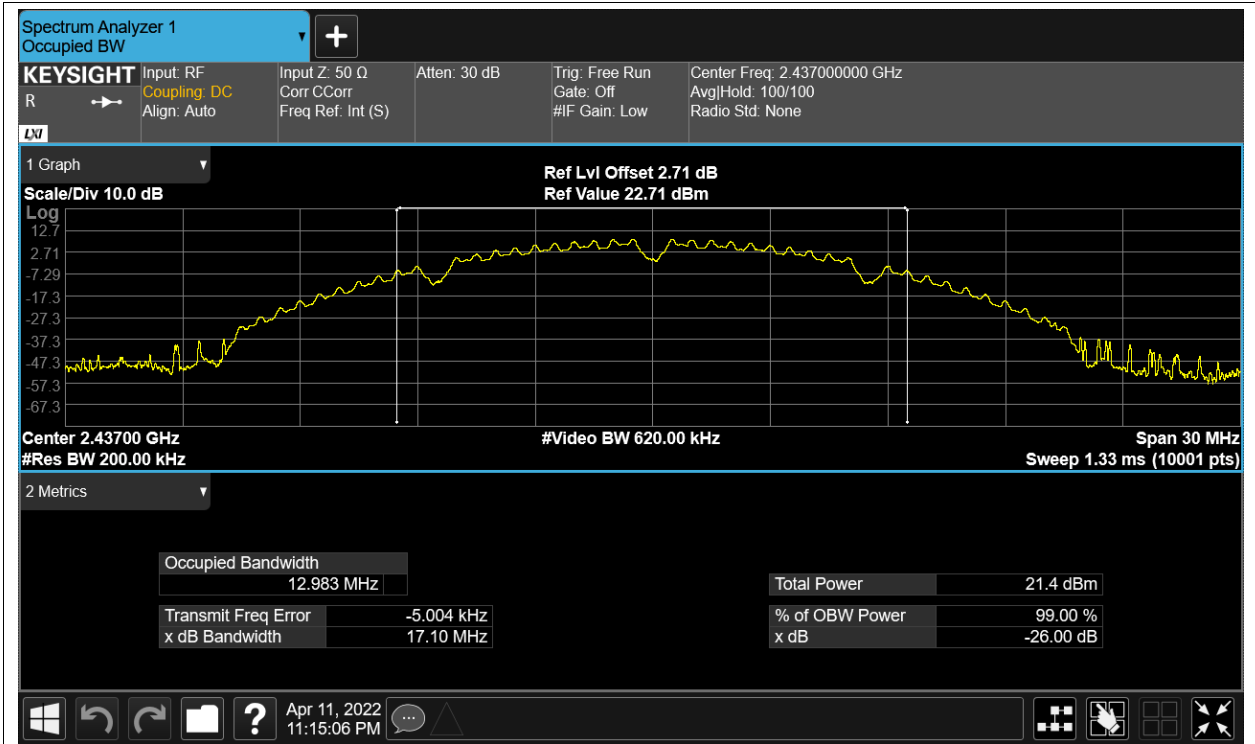 Spectrum Analyzer 1
Occupied BW
KEYSIGHT
R
LXI
Input: RF
Coupling: DC
Align: Auto
Input Z: 50 Ω
Corr CCorr
Freq Ref: Int (S)
Atten: 30 dB
Trig: Free Run
Gate: Off
#IF Gain: Low
Center Freq: 2.437000000 GHz
Avg|Hold: 100/100
Radio Std: None
1 Graph
Scale/Div 10.0 dB
Ref Lvl Offset 2.71 dB
Ref Value 22.71 dBm
Log
12.7
2.71
-7.29
-17.3
-27.3
-37.3
-47.3
-57.3
-67.3
Center 2.43700 GHz
#Video BW 620.00 kHz
Span 30 MHz
#Res BW 200.00 kHz
Sweep 1.33 ms (10001 pts)
2 Metrics
Occupied Bandwidth
12.983 MHz
Total Power 21.4 dBm
Transmit Freq Error -5.004 kHz
% of OBW Power 99.00 %
x dB Bandwidth 17.10 MHz
x dB -26.00 dB
?
Apr 11, 2022
11:15:06 PM